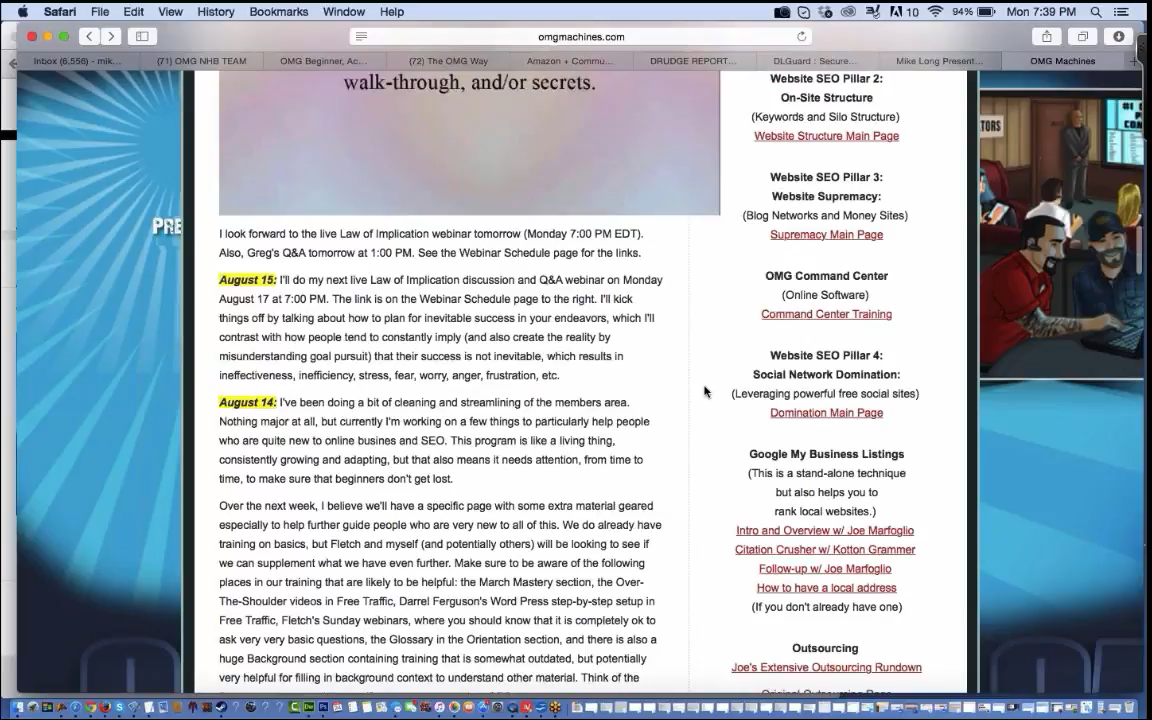 Safari File Edit View History Bookmarks Window Help
10 94% Mon 7:39 PM
omgmachines.com
Inbox (6,556) - mik... (71) OMG NHB TEAM OMG Beginner, Ac... (72) The OMG Way Amazon + Commu... DRUDGE REPORT... DLGuard : Secure... Mike Long Present... OMG Machines
walk-through, and/or secrets.
I look forward to the live Law of Implication webinar tomorrow (Monday 7:00 PM EDT).
Also, Greg's Q&A tomorrow at 1:00 PM. See the Webinar Schedule page for the links.
August 15: I'll do my next live Law of Implication discussion and Q&A webinar on Monday
August 17 at 7:00 PM. The link is on the Webinar Schedule page to the right. I'll kick
things off by talking about how to plan for inevitable success in your endeavors, which I'll
contrast with how people tend to constantly imply (and also create the reality by
misunderstanding goal pursuit) that their success is not inevitable, which results in
ineffectiveness, inefficiency, stress, fear, worry, anger, frustration, etc.
August 14: I've been doing a bit of cleaning and streamlining of the members area.
Nothing major at all, but currently I'm working on a few things to particularly help people
who are quite new to online busines and SEO. This program is like a living thing,
consistently growing and adapting, but that also means it needs attention, from time to
time, to make sure that beginners don't get lost.
Over the next week, I believe we'll have a specific page with some extra material geared
especially to help further guide people who are very new to all of this. We do already have
training on basics, but Fletch and myself (and potentially others) will be looking to see if
we can supplement what we have even further. Make sure to be aware of the following
places in our training that are likely to be helpful: the March Mastery section, the Over-
The-Shoulder videos in Free Traffic, Darrel Ferguson's Word Press step-by-step setup in
Free Traffic, Fletch's Sunday webinars, where you should know that it is completely ok to
ask very very basic questions, the Glossary in the Orientation section, and there is also a
huge Background section containing training that is somewhat outdated, but potentially
very helpful for filling in background context to understand other material. Think of the
Website SEO Pillar 2:
On-Site Structure
(Keywords and Silo Structure)
Website Structure Main Page
Website SEO Pillar 3:
Website Supremacy:
(Blog Networks and Money Sites)
Supremacy Main Page
OMG Command Center
(Online Software)
Command Center Training
Website SEO Pillar 4:
Social Network Domination:
(Leveraging powerful free social sites)
Domination Main Page
Google My Business Listings
(This is a stand-alone technique
but also helps you to
rank local websites.)
Intro and Overview w/ Joe Marfoglio
Citation Crusher w/ Kotton Grammer
Follow-up w/ Joe Marfoglio
How to have a local address
(If you don't already have one)
Outsourcing
Joe's Extensive Outsourcing Rundown
Original Outsourcing Page
PRE
TORS
#1